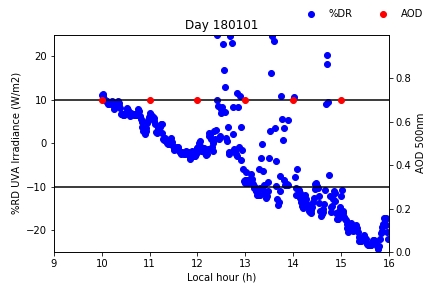 %DR AOD
Day 180101
%RD UVA Irradiance (W/m2)
20
10
0
−10
−20
0.8
0.6
0.4
0.2
0.0
AOD 500nm
9 10 11 12 13 14 15 16
Local hour (h)